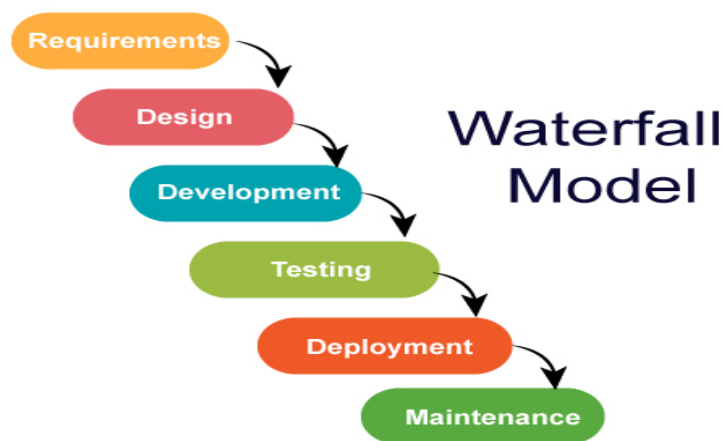 Requirements
Design
Development
Testing
Deployment
Maintenance
Waterfall
Model